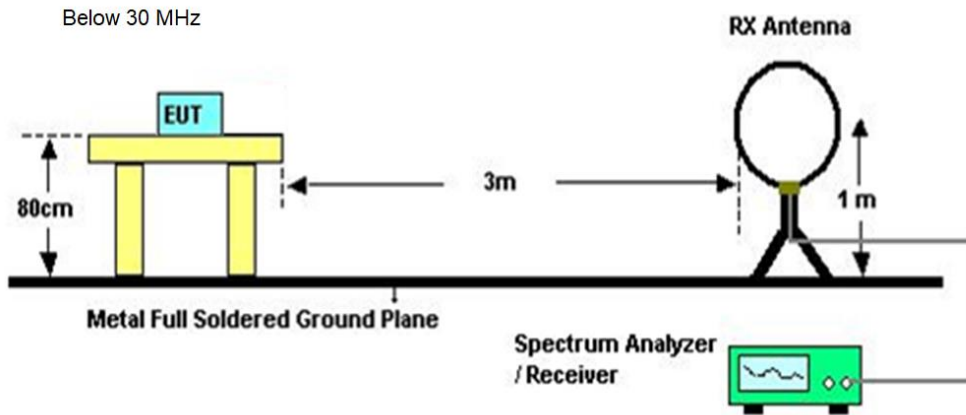 Below 30 MHz
RX Antenna
EUT
80cm
3m
1 m
Metal Full Soldered Ground Plane
Spectrum Analyzer
/ Receiver